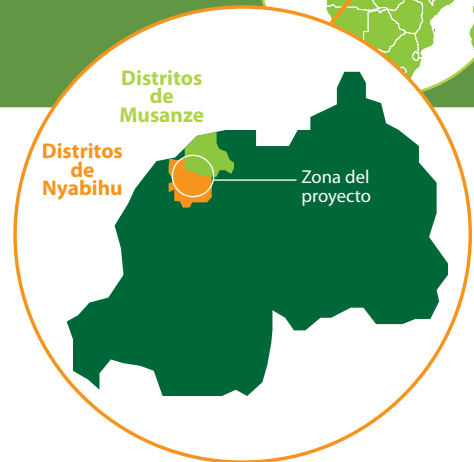 Distritos
de
Musanze
Distritos
de
Nyabihu
Zona del
proyecto